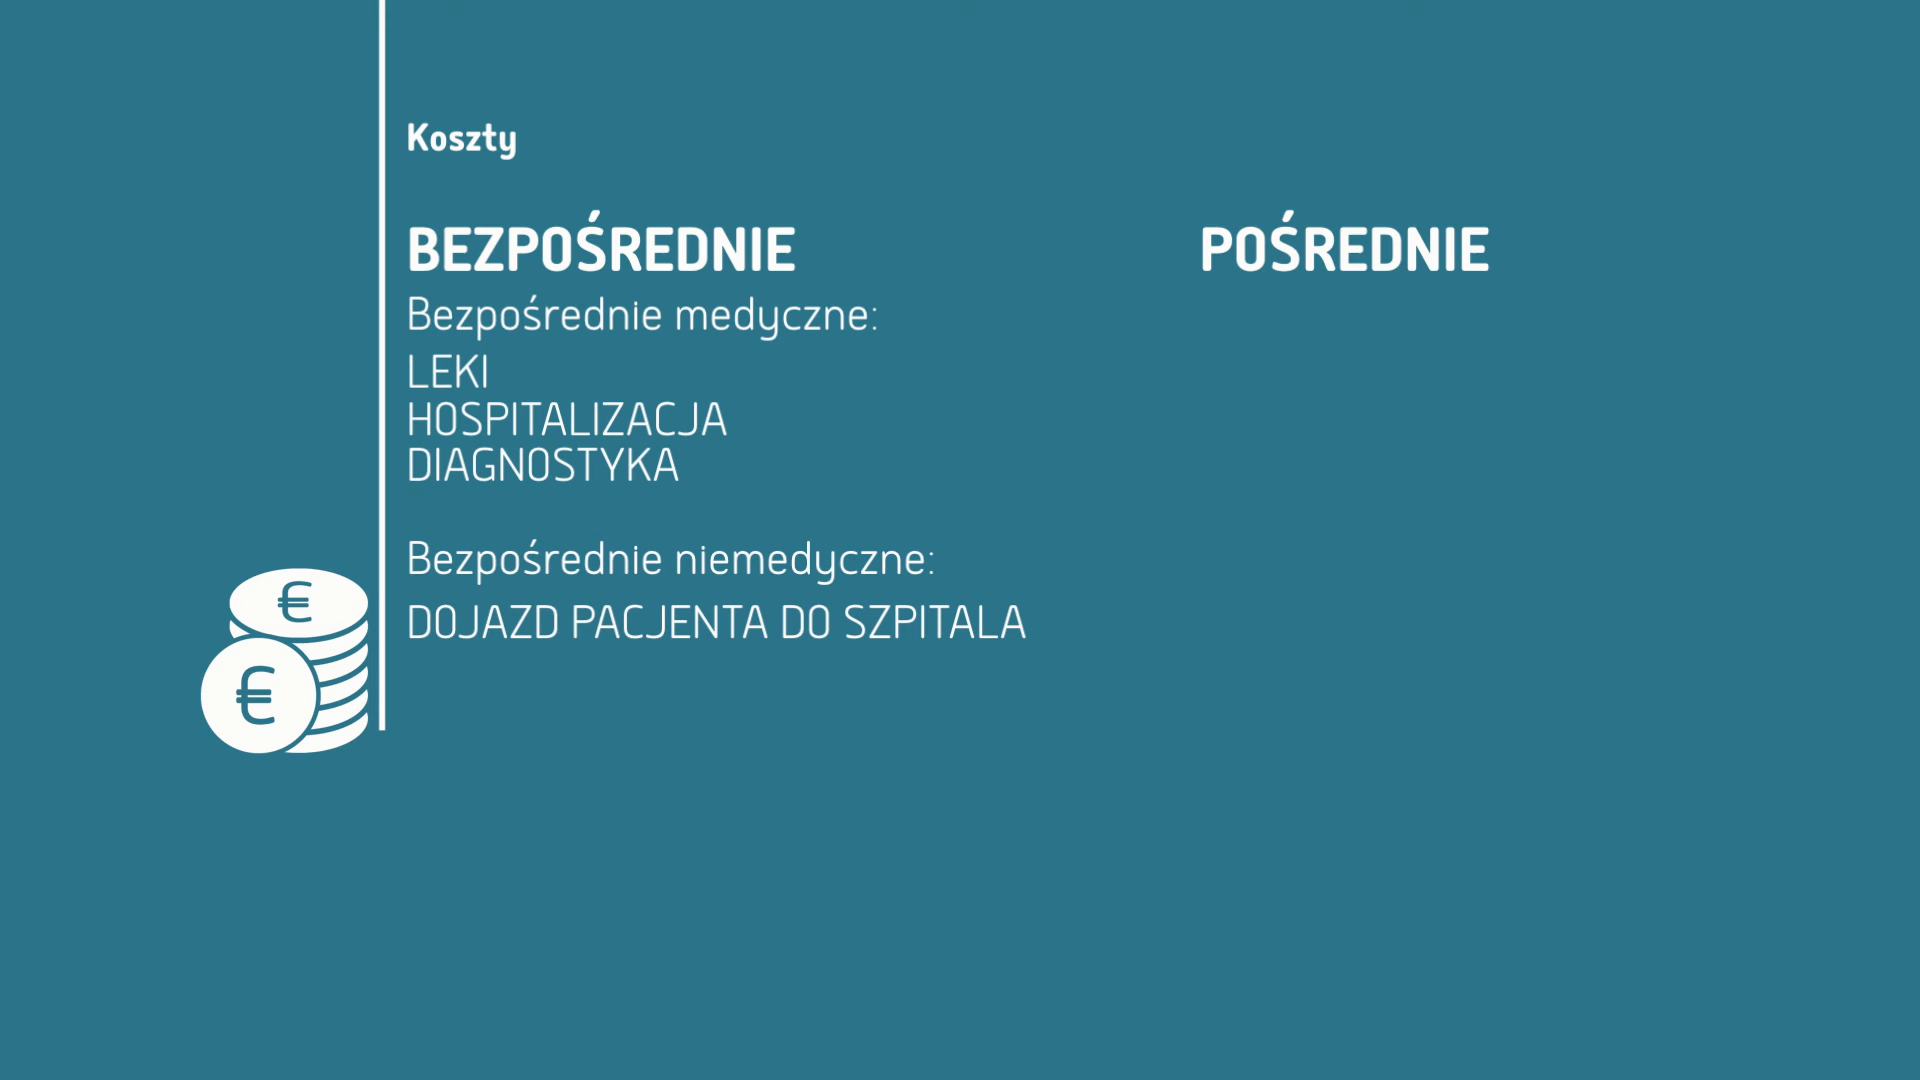 Koszty
BEZPOŚREDNIE
Bezpośrednie medyczne:
LEKI
HOSPITALIZACJA
DIAGNOSTYKA
Bezpośrednie niemedyczne:
DOJAZD PACJENTA DO SZPITALA
POŚREDNIE
€
€